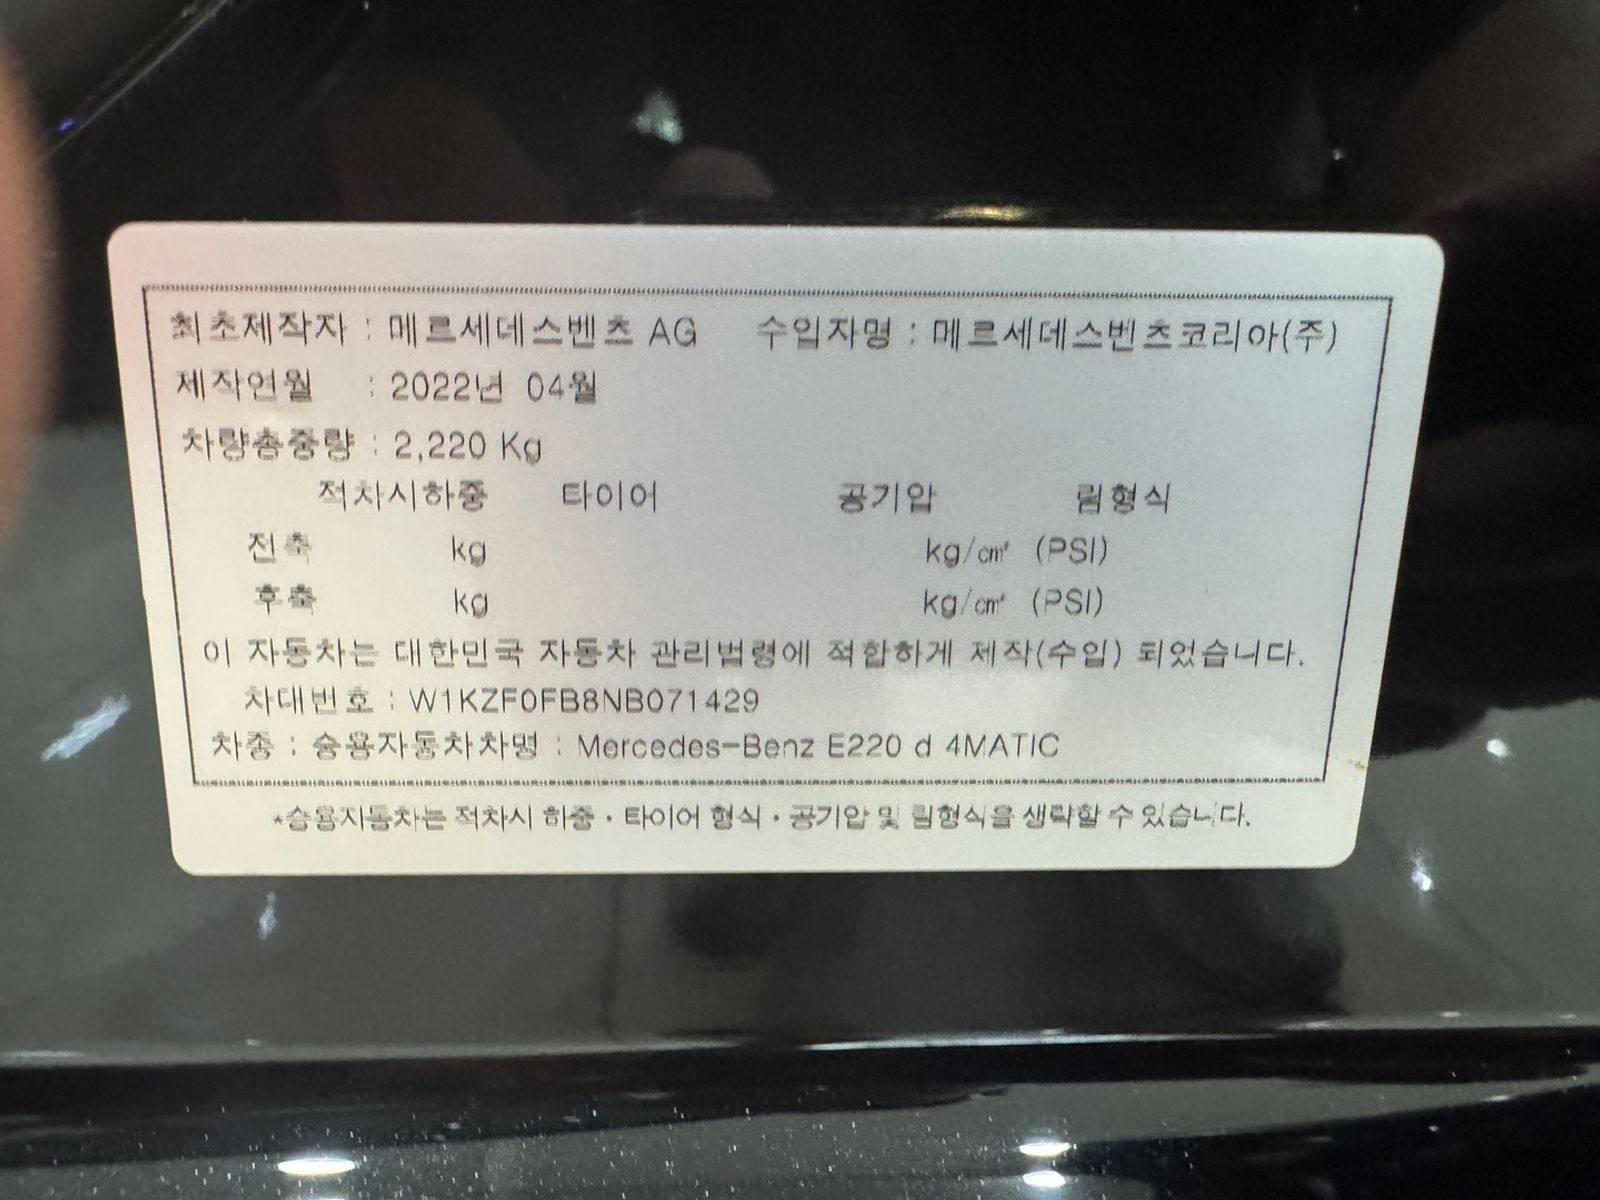 최초제작자 : 메르세데스벤츠 AG 수입자명 : 메르세데스벤츠코리아(주)
제작연월 : 2022년 04월
차량총중량 : 2,220 Kg
적차시하중 타이어 공기압 림형식
전축 kg kg/㎠ (PSI)
후축 kg kg/㎠ (PSI)
이 자동차는 대한민국 자동차 관리법령에 적합하게 제작(수입) 되었습니다.
차대번호 : W1KZF0FB8NB071429
차종 : 승용자동차차명 : Mercedes-Benz E220 d 4MATIC
*승용자동차는 적차시 하중 · 타이어 형식 · 공기압 및 림형식을 생략할 수 있습니다.